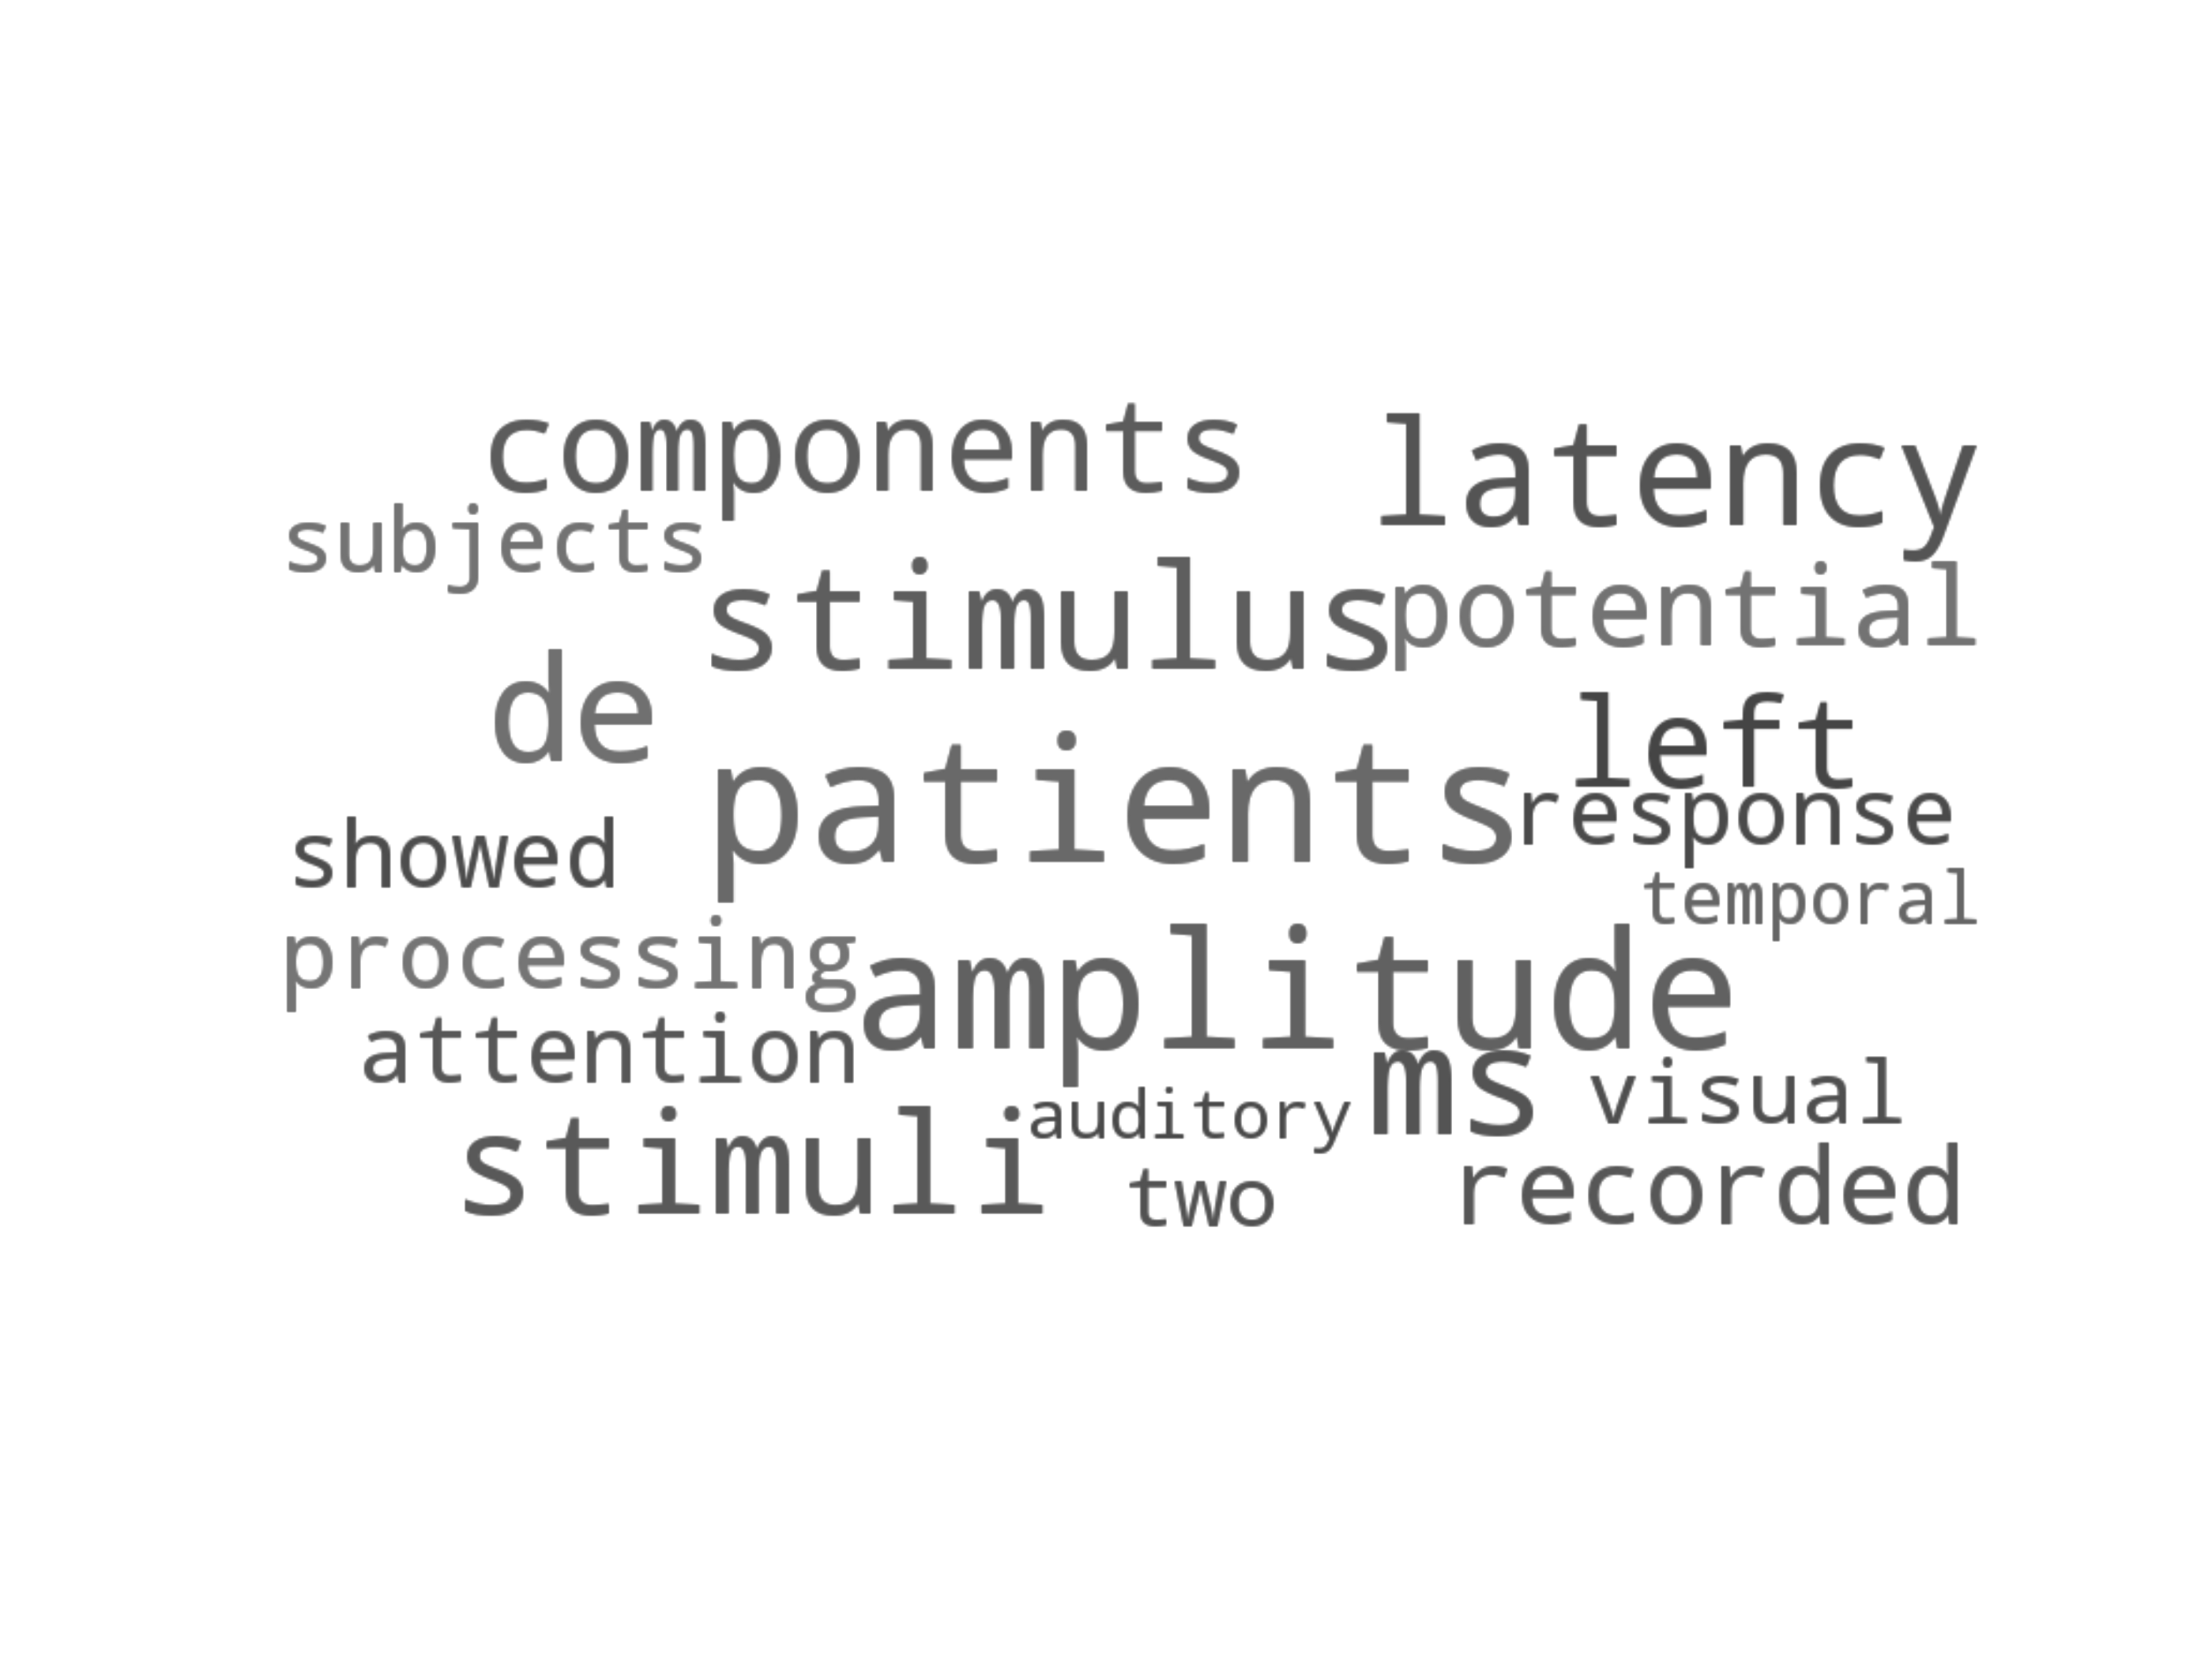 components latency
subjects
stimulus potential
de left
patients response
showed temporal
processing amplitude
attention ms visual
stimuli auditory
two recorded